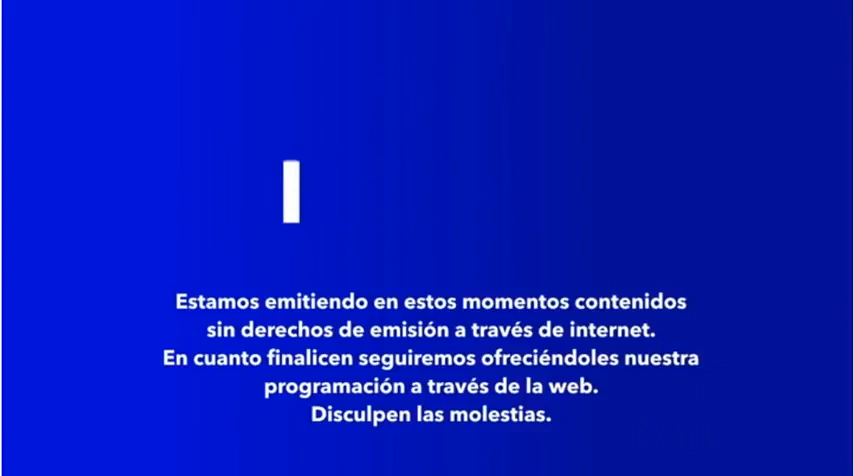 Estamos emitiendo en estos momentos contenidos
sin derechos de emisión a través de internet.
En cuanto finalicen seguiremos ofreciéndoles nuestra
programación a través de la web.
Disculpen las molestias.